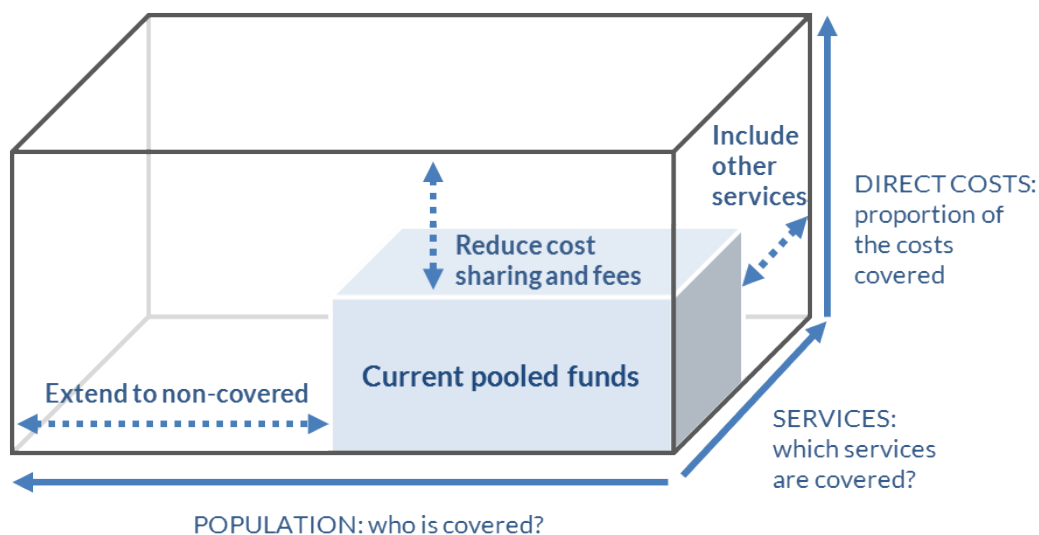 Include
other
services
DIRECT COSTS:
proportion of
the costs
covered
Reduce cost
sharing and fees
Current pooled funds
Extend to non-covered
SERVICES:
which services
are covered?
POPULATION: who is covered?